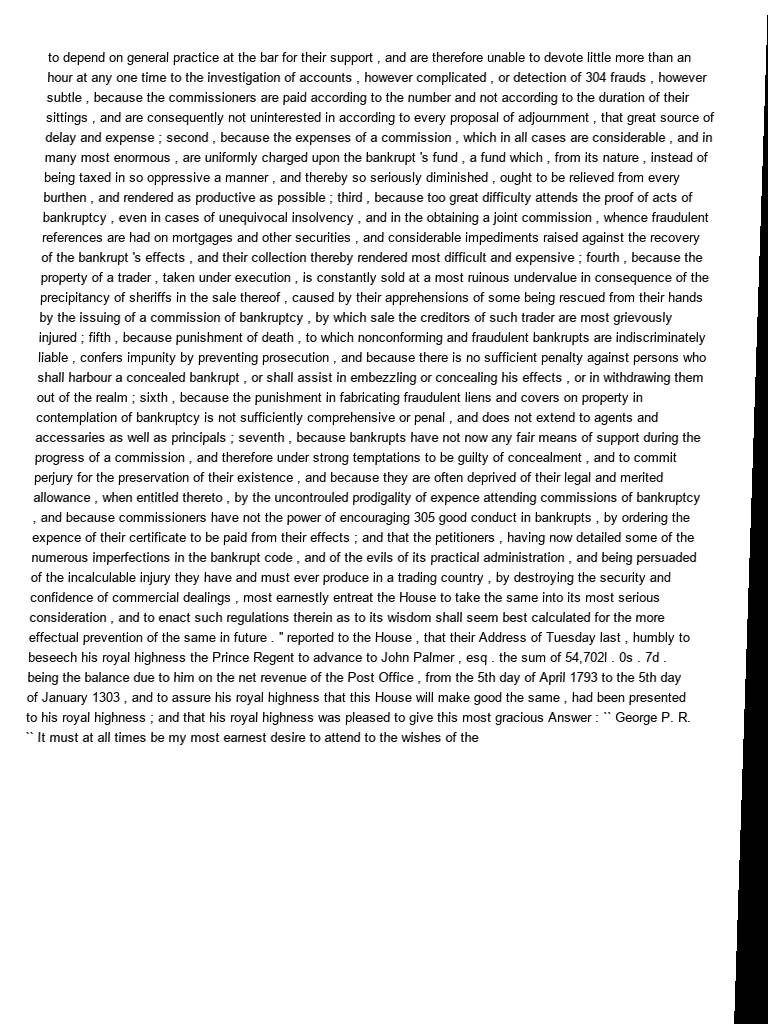 to depend on general practice at the bar for their support , and are therefore unable to devote little more than an
hour at any one time to the investigation of accounts , however complicated , or detection of 304 frauds , however
subtle , because the commissioners are paid according to the number and not according to the duration of their
sittings , and are consequently not uninterested in according to every proposal of adjournment , that great source of
delay and expense ; second , because the expenses of a commission , which in all cases are considerable , and in
many most enormous , are uniformly charged upon the bankrupt 's fund , a fund which , from its nature , instead of
being taxed in so oppressive a manner , and thereby so seriously diminished , ought to be relieved from every
burthen , and rendered as productive as possible ; third , because too great difficulty attends the proof of acts of
bankruptcy , even in cases of unequivocal insolvency , and in the obtaining a joint commission , whence fraudulent
references are had on mortgages and other securities , and considerable impediments raised against the recovery
of the bankrupt 's effects , and their collection thereby rendered most difficult and expensive ; fourth , because the
property of a trader , taken under execution , is constantly sold at a most ruinous undervalue in consequence of the
precipitancy of sheriffs in the sale thereof , caused by their apprehensions of some being rescued from their hands
by the issuing of a commission of bankruptcy , by which sale the creditors of such trader are most grievously
injured ; fifth , because punishment of death , to which nonconforming and fraudulent bankrupts are indiscriminately
liable , confers impunity by preventing prosecution , and because there is no sufficient penalty against persons who
shall harbour a concealed bankrupt , or shall assist in embezzling or concealing his effects , or in withdrawing them
out of the realm ; sixth , because the punishment in fabricating fraudulent liens and covers on property in
contemplation of bankruptcy is not sufficiently comprehensive or penal , and does not extend to agents and
accessaries as well as principals ; seventh , because bankrupts have not now any fair means of support during the
progress of a commission , and therefore under strong temptations to be guilty of concealment , and to commit
perjury for the preservation of their existence , and because they are often deprived of their legal and merited
allowance , when entitled thereto , by the uncontrouled prodigality of expence attending commissions of bankruptcy
, and because commissioners have not the power of encouraging 305 good conduct in bankrupts , by ordering the
expence of their certificate to be paid from their effects ; and that the petitioners , having now detailed some of the
numerous imperfections in the bankrupt code , and of the evils of its practical administration , and being persuaded
of the incalculable injury they have and must ever produce in a trading country , by destroying the security and
confidence of commercial dealings , most earnestly entreat the House to take the same into its most serious
consideration , and to enact such regulations therein as to its wisdom shall seem best calculated for the more
effectual prevention of the same in future . " reported to the House , that their Address of Tuesday last , humbly to
beseech his royal highness the Prince Regent to advance to John Palmer , esq . the sum of 54,702l . 0s . 7d .
being the balance due to him on the net revenue of the Post Office , from the 5th day of April 1793 to the 5th day
of January 1303 , and to assure his royal highness that this House will make good the same , had been presented
to his royal highness ; and that his royal highness was pleased to give this most gracious Answer : `` George P. R.
`` It must at all times be my most earnest desire to attend to the wishes of the